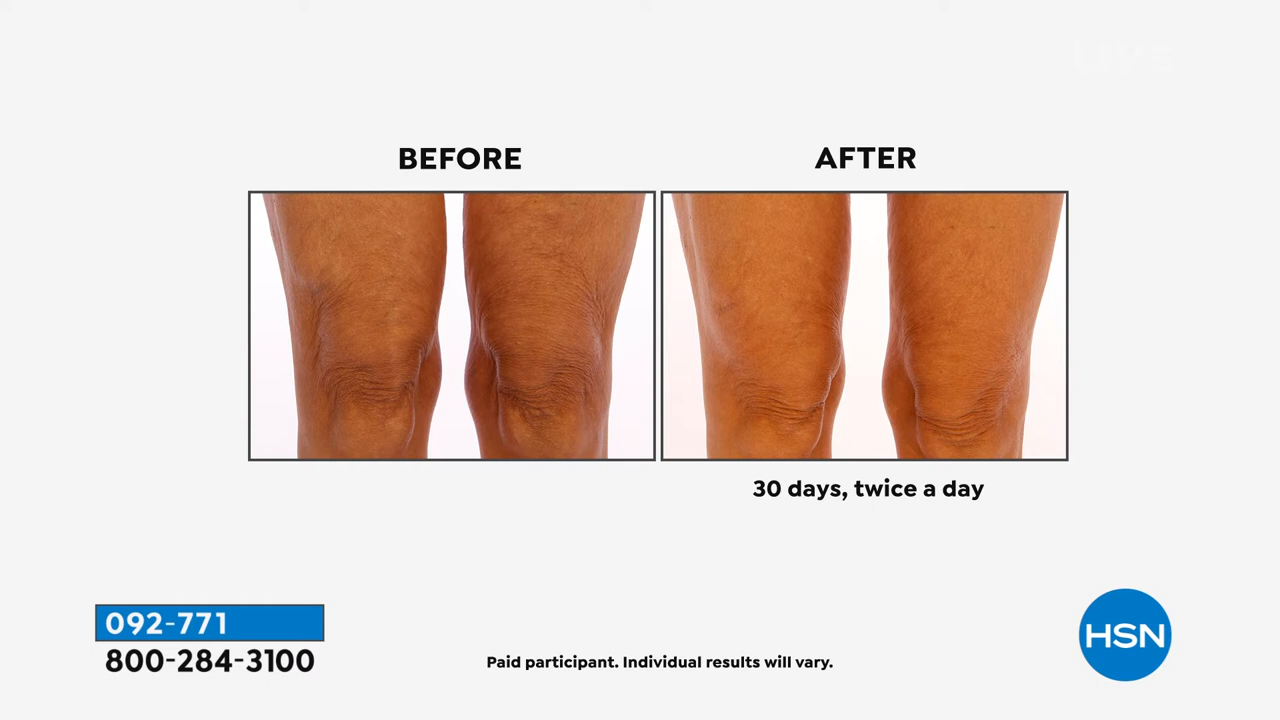 BEFORE
AFTER
30 days, twice a day
092-771
800-284-3100
Paid participant. Individual results will vary.
HSN